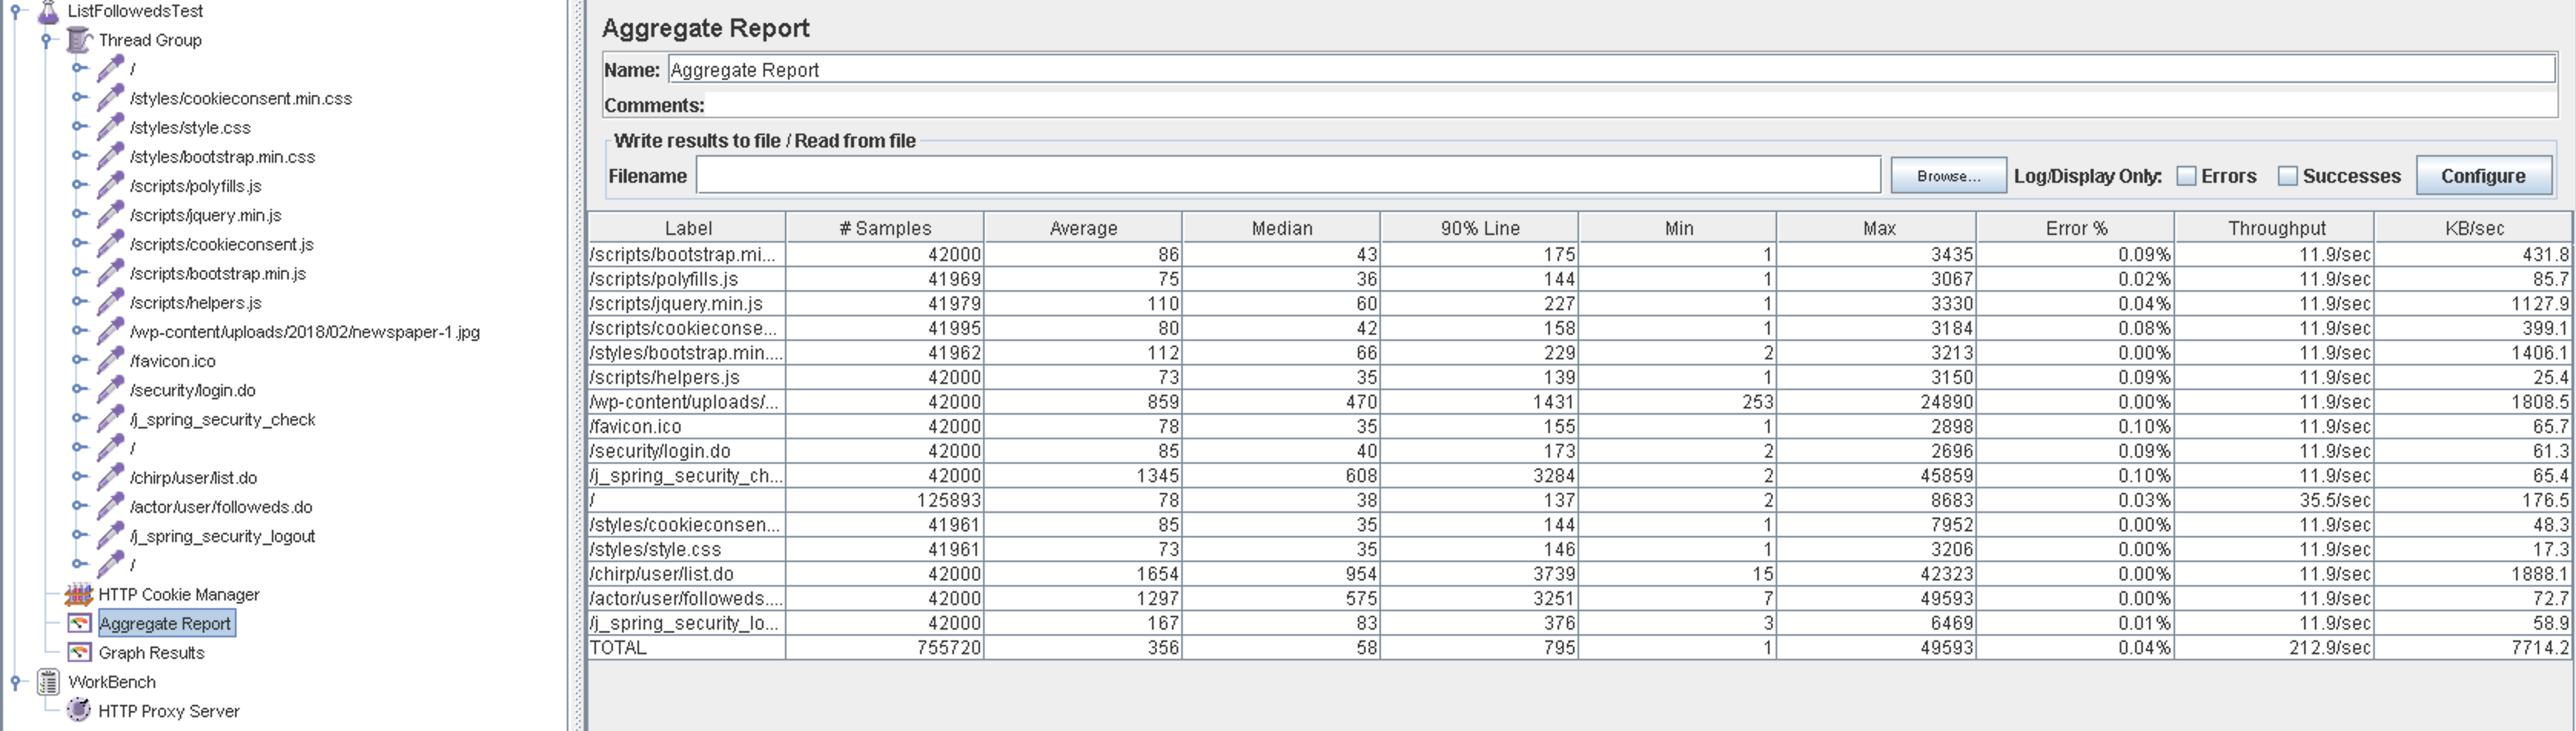 ListFollowedsTest
Thread Group
/
/styles/cookieconsent.min.css
/styles/style.css
/styles/bootstrap.min.css
/scripts/polyfills.js
/scripts/jquery.min.js
/scripts/cookieconsent.js
/scripts/bootstrap.min.js
/scripts/helpers.js
/wp-content/uploads/2018/02/newspaper-1.jpg
/favicon.ico
/security/login.do
/j_spring_security_check
/
/chirp/user/list.do
/actor/user/followeds.do
/j_spring_security_logout
/
HTTP Cookie Manager
Aggregate Report
Graph Results
WorkBench
HTTP Proxy Server
Aggregate Report
Name: Aggregate Report
Comments:
Write results to file / Read from file
Filename Browse... Log/Display Only: Errors Successes Configure
Label # Samples Average Median 90% Line Min Max Error % Throughput KB/sec
/scripts/bootstrap.mi... 42000 86 43 175 1 3435 0.09% 11.9/sec 431.8
/scripts/polyfills.js 41969 75 36 144 1 3067 0.02% 11.9/sec 85.7
/scripts/jquery.min.js 41979 110 60 227 1 3330 0.04% 11.9/sec 1127.9
/scripts/cookieconse... 41995 80 42 158 1 3184 0.08% 11.9/sec 399.1
/styles/bootstrap.min.... 41962 112 66 229 2 3213 0.00% 11.9/sec 1406.1
/scripts/helpers.js 42000 73 35 139 1 3150 0.09% 11.9/sec 25.4
/wp-content/uploads/... 42000 859 470 1431 253 24890 0.00% 11.9/sec 1808.5
/favicon.ico 42000 78 35 155 1 2898 0.10% 11.9/sec 65.7
/security/login.do 42000 85 40 173 2 2696 0.09% 11.9/sec 61.3
/j_spring_security_ch... 42000 1345 608 3284 2 45859 0.10% 11.9/sec 65.4
/ 125893 78 38 137 2 8683 0.03% 35.5/sec 176.5
/styles/cookieconsen... 41961 85 35 144 1 7952 0.00% 11.9/sec 48.3
/styles/style.css 41961 73 35 146 1 3206 0.00% 11.9/sec 17.3
/chirp/user/list.do 42000 1654 954 3739 15 42323 0.00% 11.9/sec 1888.1
/actor/user/followeds.... 42000 1297 575 3251 7 49593 0.00% 11.9/sec 72.7
/j_spring_security_lo... 42000 167 83 376 3 6469 0.01% 11.9/sec 58.9
TOTAL 755720 356 58 795 1 49593 0.04% 212.9/sec 7714.2